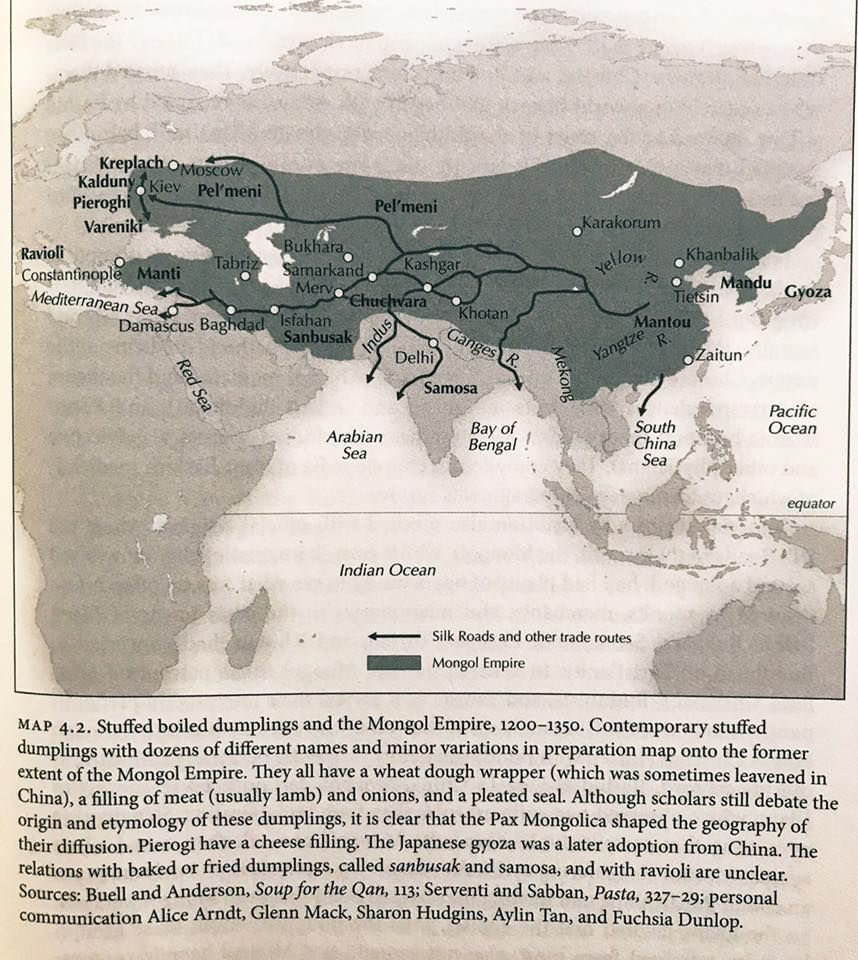 Kreplach
Moscow
Kalduny
Kiev
Pel'meni
Pieroghi
Pel'meni
Vareniki
Karakorum
Bukhara
Ravioli
Constantinople
Manti
Tabriz
Samarkand
Kashgar
Yellow R.
Khanbalik
Merv
Chuchvara
Tietsin
Mandu
Gyoza
Mediterranean Sea
Damascus
Baghdad
Isfahan
Khotan
Sanbusak
Mantou
Indus
Ganges R.
Yangtze R.
Delhi
Mekong
Zaitun
Red Sea
Samosa
Arabian
Sea
Bay of
Bengal
South
China
Sea
Pacific
Ocean
equator
Indian Ocean
Silk Roads and other trade routes
Mongol Empire
MAP 4.2. Stuffed boiled dumplings and the Mongol Empire, 1200–1350. Contemporary stuffed
dumplings with dozens of different names and minor variations in preparation map onto the former
extent of the Mongol Empire. They all have a wheat dough wrapper (which was sometimes leavened in
China), a filling of meat (usually lamb) and onions, and a pleated seal. Although scholars still debate the
origin and etymology of these dumplings, it is clear that the Pax Mongolica shaped the geography of
their diffusion. Pierogi have a cheese filling. The Japanese gyoza was a later adoption from China. The
relations with baked or fried dumplings, called sanbusak and samosa, and with ravioli are unclear.
Sources: Buell and Anderson, Soup for the Qan, 113; Serventi and Sabban, Pasta, 327–29; personal
communication Alice Arndt, Glenn Mack, Sharon Hudgins, Aylin Tan, and Fuchsia Dunlop.